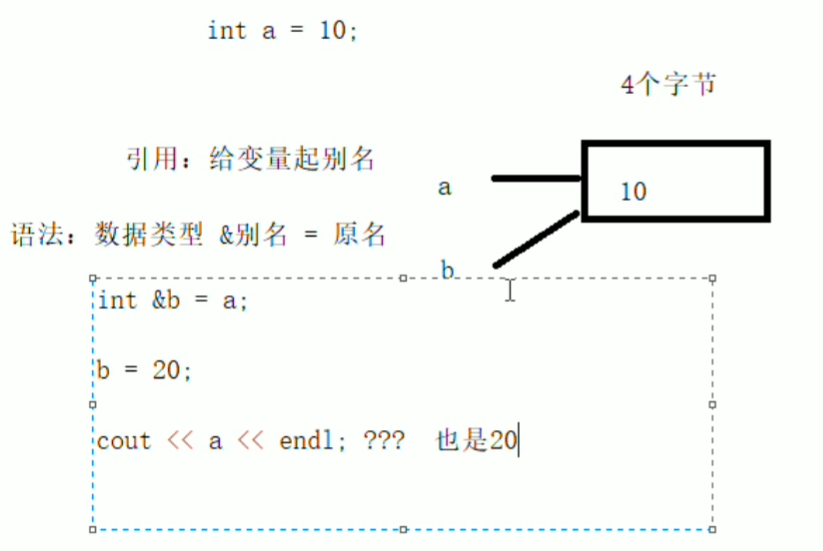 int a = 10;
4个字节
引用：给变量起别名
a
10
语法：数据类型 &别名 = 原名
b
int &b = a;
b = 20;
cout << a << endl; ??? 也是20